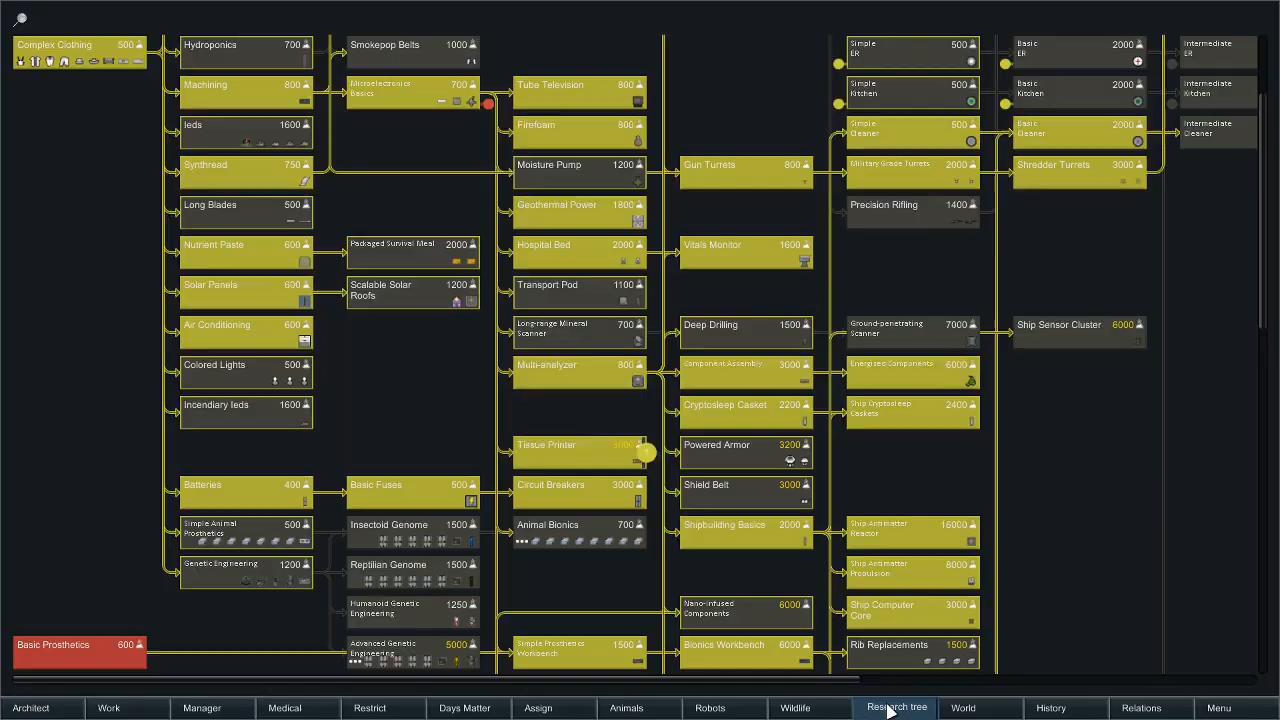 Complex Clothing 500
Hydroponics 700
Smokepop Belts 1000
Simple ER 500
Basic ER 2000
Intermediate ER
Machining 800
Microelectronics Basics 700
Tube Television 800
Simple Kitchen 500
Basic Kitchen 2000
Intermediate Kitchen
Ieds 1600
Firefoam 800
Simple Cleaner 500
Basic Cleaner 2000
Intermediate Cleaner
Synthread 750
Moisture Pump 1200
Gun Turrets 800
Military Grade Turrets 2000
Shredder Turrets 3000
Long Blades 500
Geothermal Power 1800
Precision Rifling 1400
Nutrient Paste 600
Packaged Survival Meal 2000
Hospital Bed 2000
Vitals Monitor 1600
Solar Panels 600
Scalable Solar Roofs 1200
Transport Pod 1100
Air Conditioning 600
Long-range Mineral Scanner 700
Deep Drilling 1500
Ground-penetrating Scanner 7000
Ship Sensor Cluster 6000
Colored Lights 500
Multi-analyzer 800
Component Assembly 3000
Energised Components 6000
Incendiary Ieds 1600
Cryptosleep Casket 2200
Ship Cryptosleep Caskets 2400
Tissue Printer
Powered Armor 3200
Batteries 400
Basic Fuses 500
Circuit Breakers 3000
Shield Belt 3000
Simple Animal Prosthetics 500
Insectoid Genome 1500
Animal Bionics 700
Shipbuilding Basics 2000
Ship Antimatter Reactor 16000
Genetic Engineering 1200
Reptilian Genome 1500
Ship Antimatter Propulsion 8000
Humanoid Genetic Engineering 1250
Nano-Infused Components 6000
Ship Computer Core 3000
Basic Prosthetics 600
Advanced Genetic Engineering 5000
Simple Prosthetics Workbench 1500
Bionics Workbench 6000
Rib Replacements 1500
Architect Work Manager Medical Restrict Days Matter Assign Animals Robots Wildlife Research tree World History Relations Menu